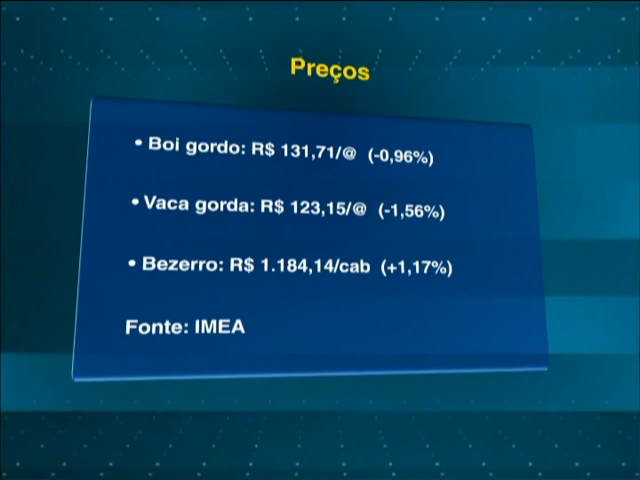 Preços
• Boi gordo: R$ 131,71/@ (-0,96%)
• Vaca gorda: R$ 123,15/@ (-1,56%)
• Bezerro: R$ 1.184,14/cab (+1,17%)
Fonte: IMEA